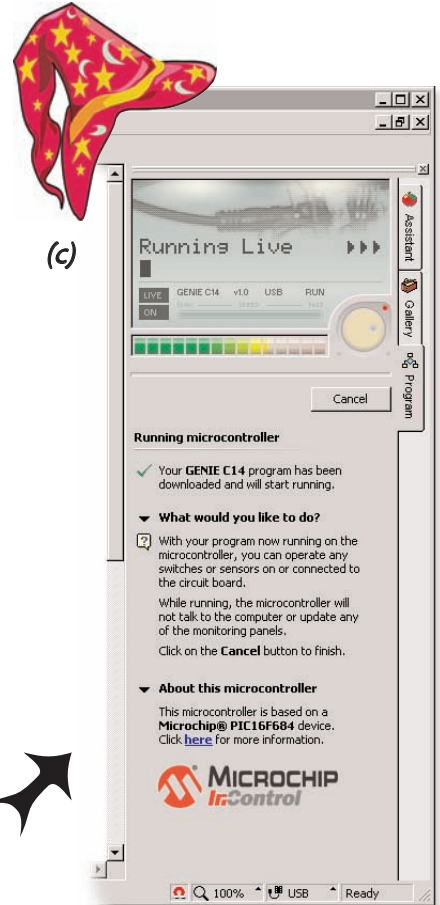 (c)
Running Live
LIVE
GENIE C14 v1.0 USB RUN
ON
Assistant
Gallery
Program
Cancel
Running microcontroller
Your GENIE C14 program has been
downloaded and will start running.
What would you like to do?
With your program now running on the
microcontroller, you can operate any
switches or sensors on or connected to
the circuit board.
While running, the microcontroller will
not talk to the computer or update any
of the monitoring panels.
Click on the Cancel button to finish.
About this microcontroller
This microcontroller is based on a
Microchip® PIC16F684 device.
Click here for more information.
MICROCHIP
InControl
100% USB Ready